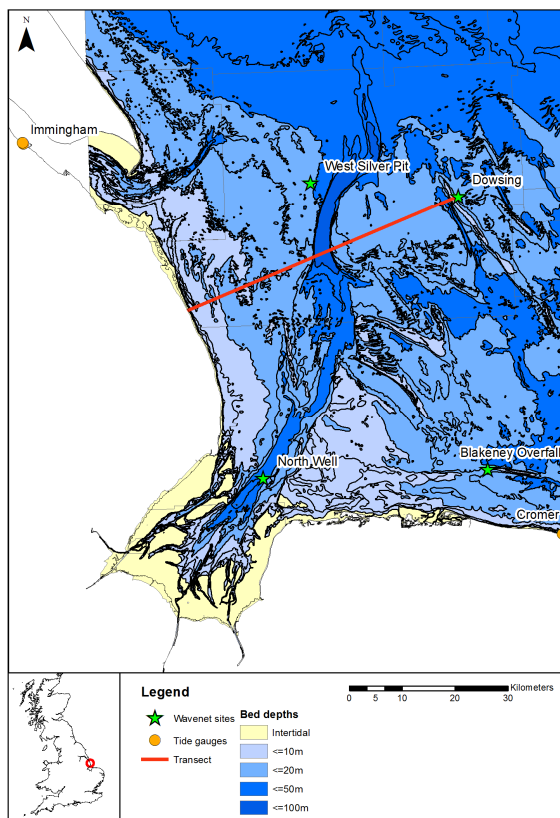 N
Immingham
West Silver Pit
Dowsing
North Well
Blakeney Overfall
Cromer
Legend
Wavenet sites
Tide gauges
Transect
Bed depths
Intertidal
<=10m
<=20m
<=50m
<=100m
Kilometers
0 5 10 20 30